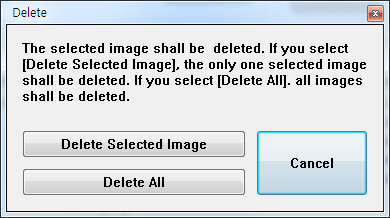 Delete
The selected image shall be  deleted. If you select
[Delete Selected Image], the only one selected image
shall be deleted. If you select [Delete All]. all images
shall be deleted.
Delete Selected Image
Cancel
Delete All